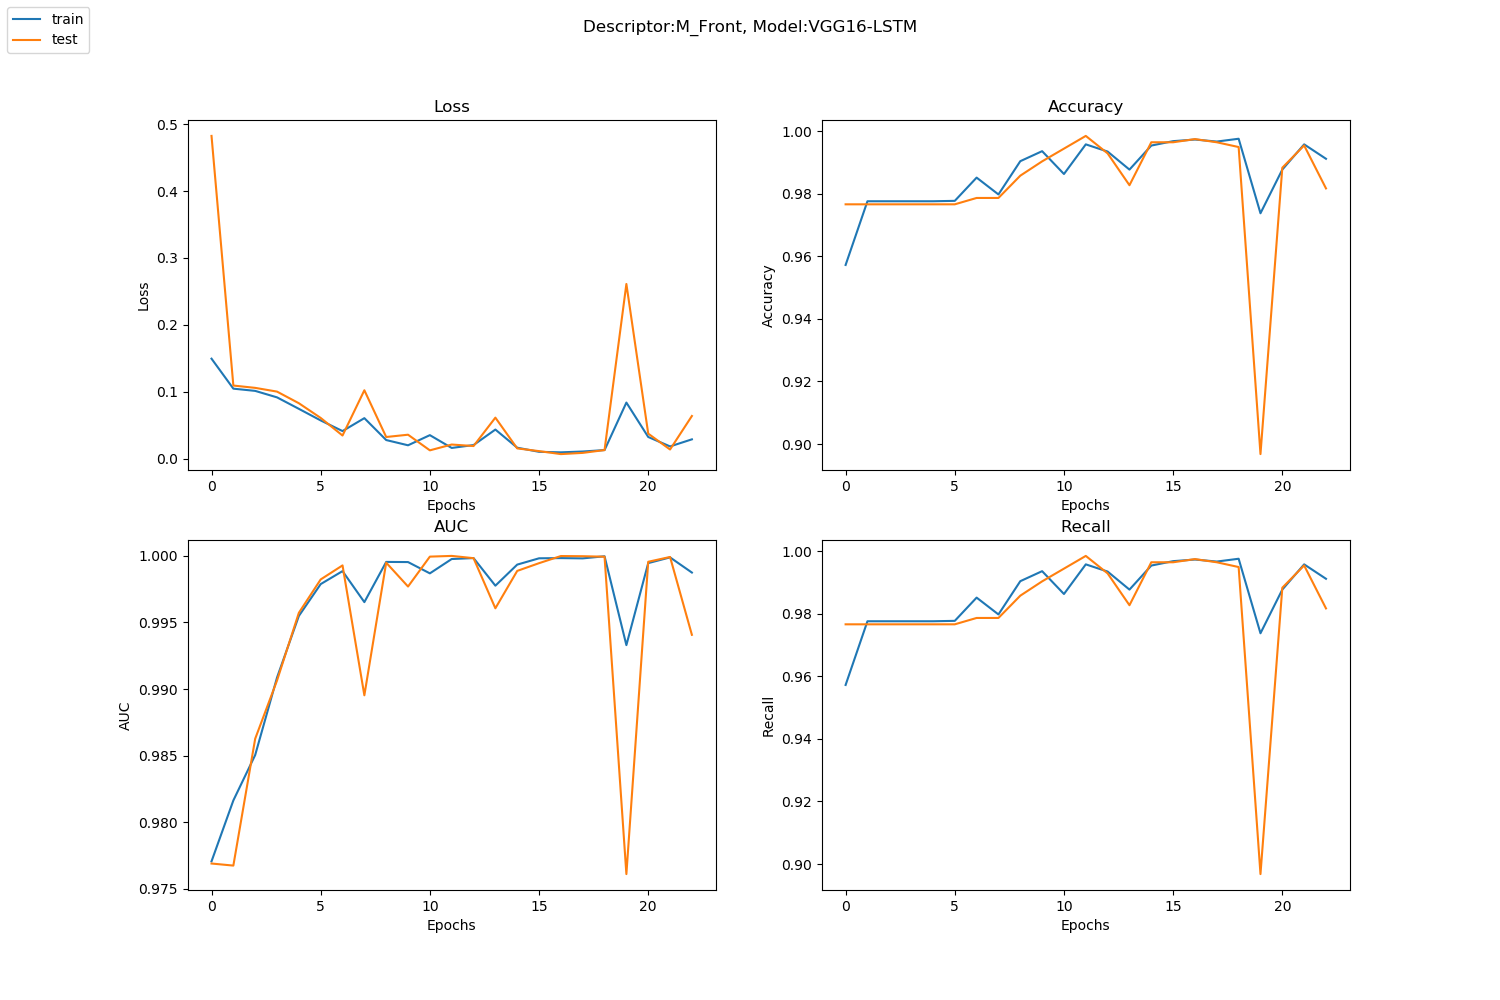 train
test
Descriptor:M_Front, Model:VGG16-LSTM
Loss
0.5
0.4
0.3
0.2
0.1
0.0
Loss
0 5 10 15 20
Epochs
Accuracy
1.00
0.98
0.96
0.94
0.92
0.90
Accuracy
0 5 10 15 20
Epochs
AUC
1.000
0.995
0.990
0.985
0.980
0.975
AUC
0 5 10 15 20
Epochs
Recall
1.00
0.98
0.96
0.94
0.92
0.90
Recall
0 5 10 15 20
Epochs